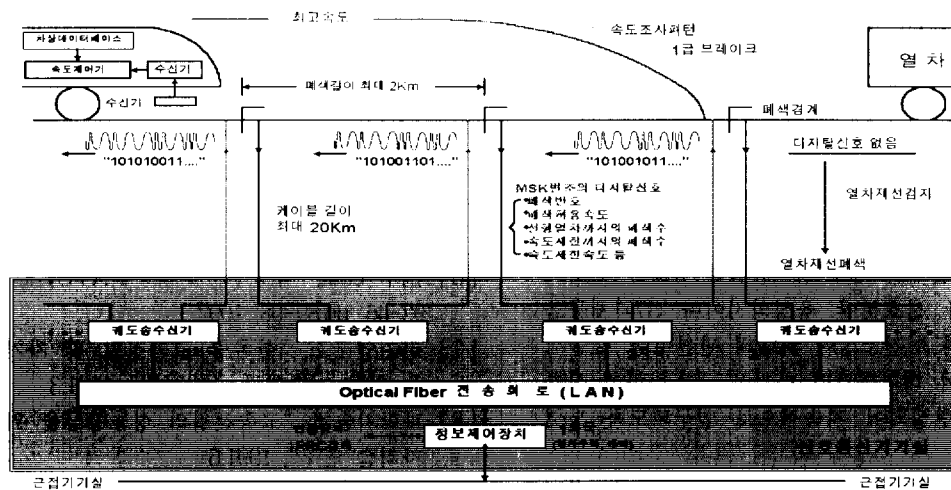 최고속도
속도조사패턴
1급 브레이크
차상데이터베이스
속도제어기
수신기
수신기
열 차
폐색길이 최대 2Km
폐색경계
"101010011...."
"101001101...."
"101001011...."
디지탈신호 없음
열차재선검지
열차재선폐색
케이블 길이
최대 20Km
MSK변조의 디지탈신호
•폐색번호
•폐색허용속도
•선행열차까지의 폐색수
•속도제한까지의 폐색수
•속도제한속도 등
궤도송수신기
궤도송수신기
궤도송수신기
궤도송수신기
Optical Fiber 전 송 회 로 (LAN)
정보제어장치
근접기기실
근접기기실